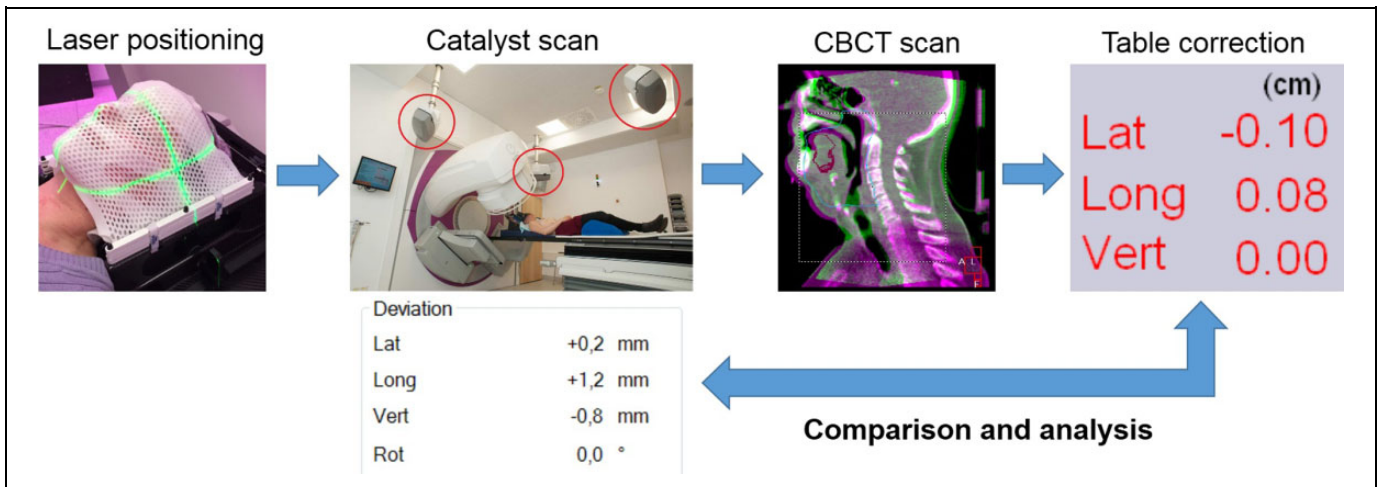 Laser positioning
Catalyst scan
CBCT scan
Table correction
(cm)
Lat -0.10
Long 0.08
Vert 0.00
A L
F
Deviation
Lat +0,2 mm
Long +1,2 mm
Vert -0,8 mm
Rot 0,0 °
Comparison and analysis